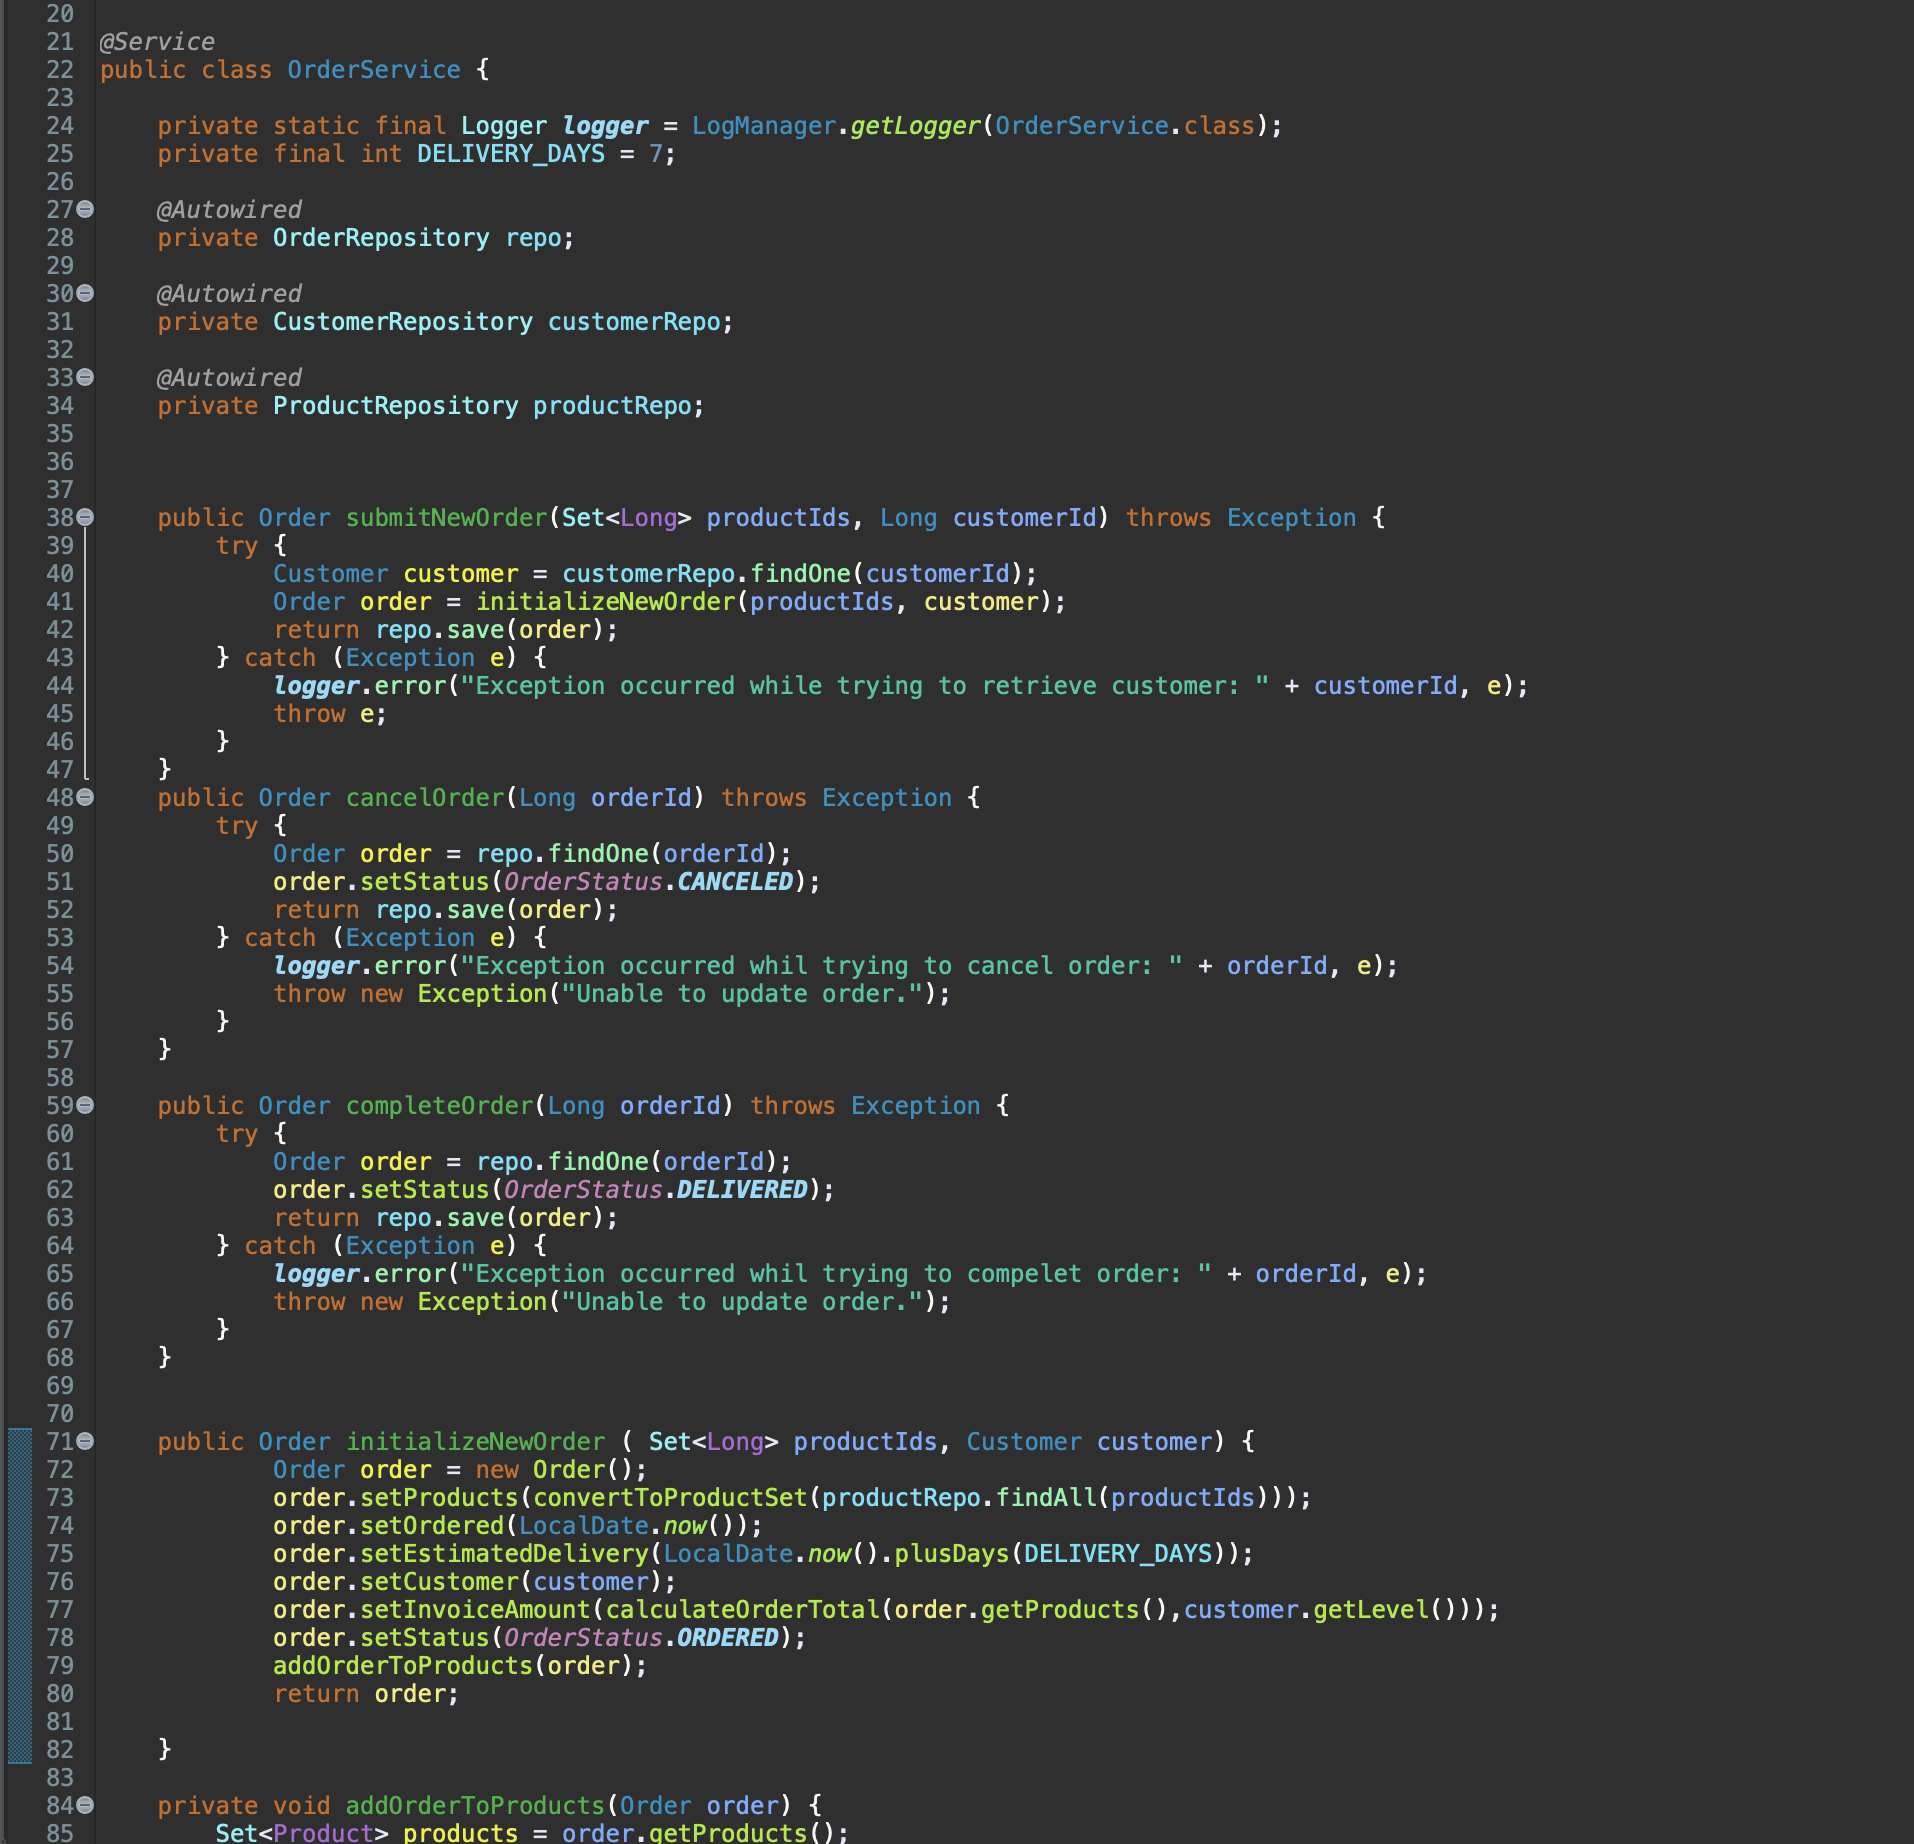 20
21 @Service
22 public class OrderService {
23
24     private static final Logger logger = LogManager.getLogger(OrderService.class);
25     private final int DELIVERY_DAYS = 7;
26
27     @Autowired
28     private OrderRepository repo;
29
30     @Autowired
31     private CustomerRepository customerRepo;
32
33     @Autowired
34     private ProductRepository productRepo;
35
36
37
38     public Order submitNewOrder(Set<Long> productIds, Long customerId) throws Exception {
39         try {
40             Customer customer = customerRepo.findOne(customerId);
41             Order order = initializeNewOrder(productIds, customer);
42             return repo.save(order);
43         } catch (Exception e) {
44             logger.error("Exception occurred while trying to retrieve customer: " + customerId, e);
45             throw e;
46         }
47     }
48     public Order cancelOrder(Long orderId) throws Exception {
49         try {
50             Order order = repo.findOne(orderId);
51             order.setStatus(OrderStatus.CANCELED);
52             return repo.save(order);
53         } catch (Exception e) {
54             logger.error("Exception occurred whil trying to cancel order: " + orderId, e);
55             throw new Exception("Unable to update order.");
56         }
57     }
58
59     public Order completeOrder(Long orderId) throws Exception {
60         try {
61             Order order = repo.findOne(orderId);
62             order.setStatus(OrderStatus.DELIVERED);
63             return repo.save(order);
64         } catch (Exception e) {
65             logger.error("Exception occurred whil trying to compelet order: " + orderId, e);
66             throw new Exception("Unable to update order.");
67         }
68     }
69
70
71     public Order initializeNewOrder ( Set<Long> productIds, Customer customer) {
72             Order order = new Order();
73             order.setProducts(convertToProductSet(productRepo.findAll(productIds)));
74             order.setOrdered(LocalDate.now());
75             order.setEstimatedDelivery(LocalDate.now().plusDays(DELIVERY_DAYS));
76             order.setCustomer(customer);
77             order.setInvoiceAmount(calculateOrderTotal(order.getProducts(),customer.getLevel()));
78             order.setStatus(OrderStatus.ORDERED);
79             addOrderToProducts(order);
80             return order;
81
82     }
83
84     private void addOrderToProducts(Order order) {
85         Set<Product> products = order.getProducts();